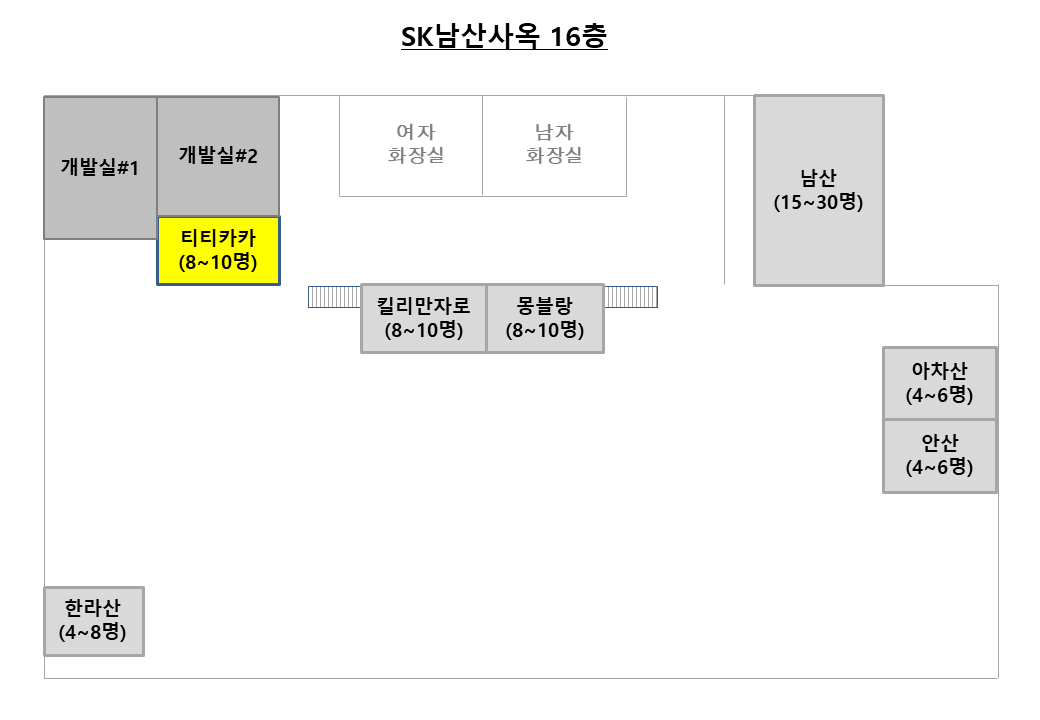 SK남산사옥 16층
개발실#1
개발실#2
여자
화장실
남자
화장실
남산
(15~30명)
티티카카
(8~10명)
킬리만자로
(8~10명)
몽블랑
(8~10명)
아차산
(4~6명)
안산
(4~6명)
한라산
(4~8명)